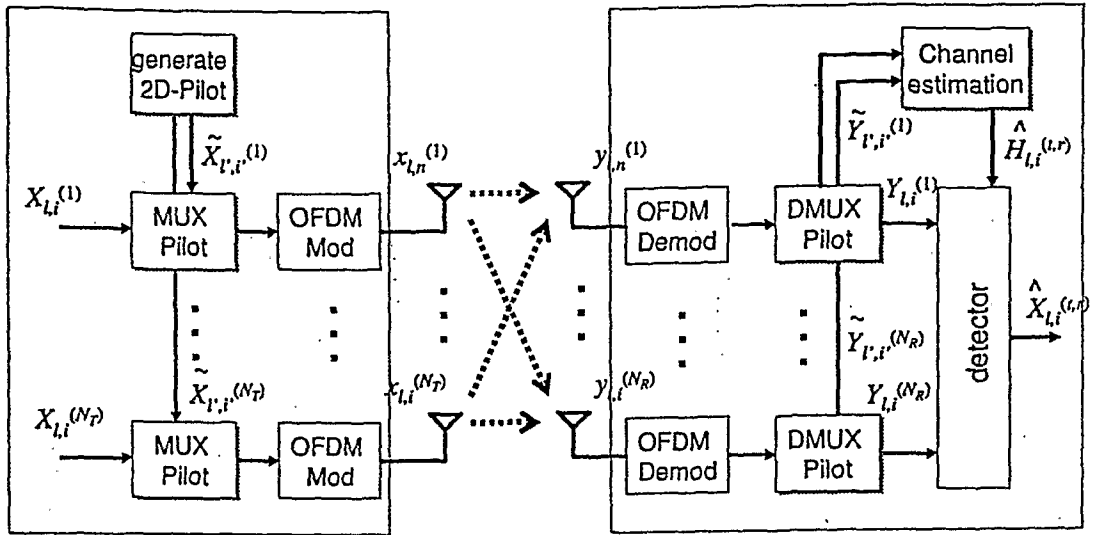 generate
2D-Pilot
X̃l',i'(1)
Xl,i(1)
MUX
Pilot
OFDM
Mod
xl,n(1)
X̃l',i'(NT)
Xl,i(NT)
MUX
Pilot
OFDM
Mod
xl,i(NT)
yl,n(1)
OFDM
Demod
DMUX
Pilot
Ỹl',i'(1)
Channel
estimation
Ĥl,i(t,r)
Yl,i(1)
Ỹl',i'(NR)
Yl,i(NR)
yl,i(NR)
OFDM
Demod
DMUX
Pilot
detector